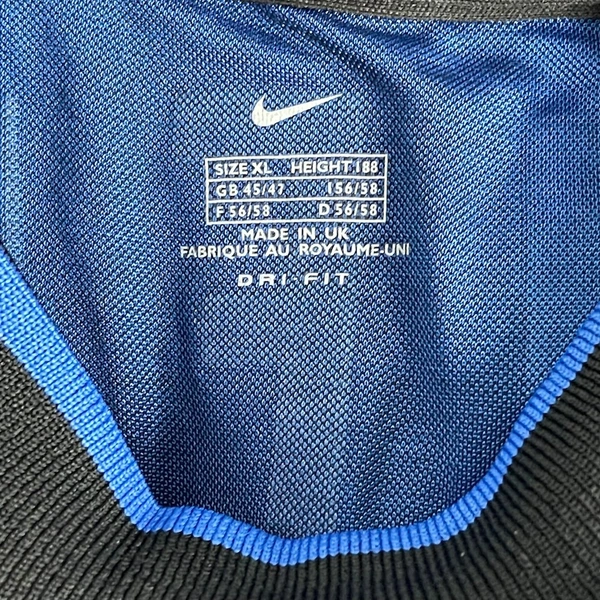 SIZE XL HEIGHT 188
GB 45/47 I 56/58
F 56/58 D 56/58
MADE IN UK
FABRIQUE AU ROYAUME-UNI
DRI-FIT